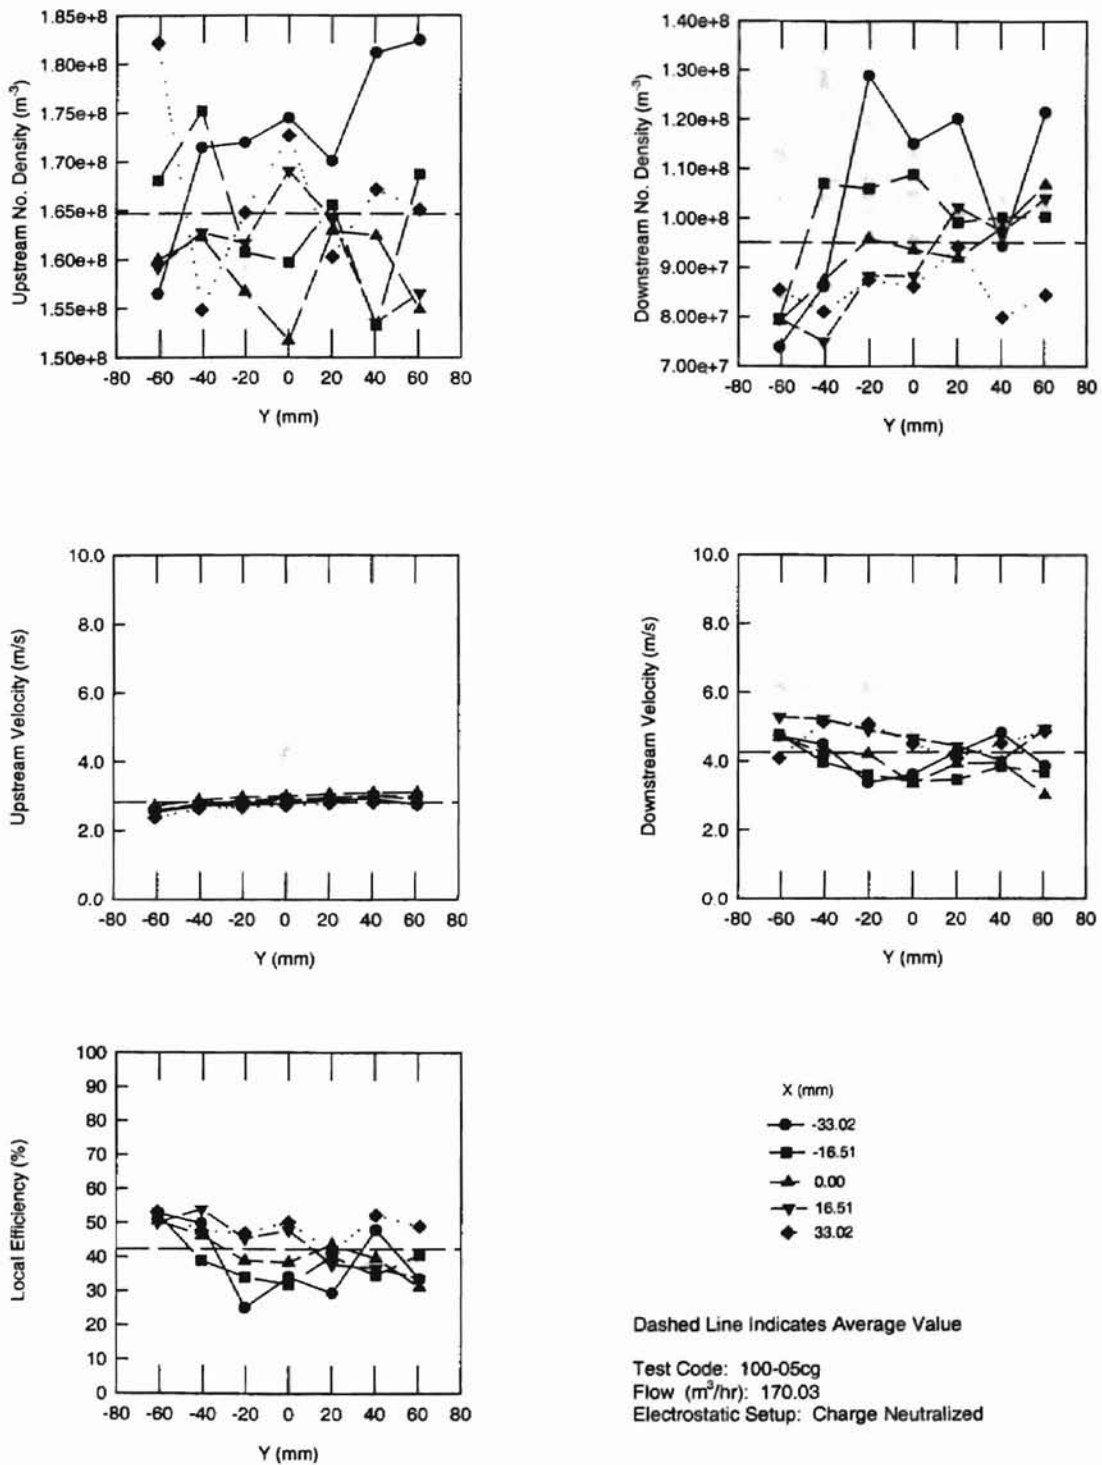 Upstream No. Density (m-3)
1.85e+8
1.80e+8
1.75e+8
1.70e+8
1.65e+8
1.60e+8
1.55e+8
1.50e+8
-80 -60 -40 -20 0 20 40 60 80
Y (mm)
Downstream No. Density (m-3)
1.40e+8
1.30e+8
1.20e+8
1.10e+8
1.00e+8
9.00e+7
8.00e+7
7.00e+7
-80 -60 -40 -20 0 20 40 60 80
Y (mm)
Upstream Velocity (m/s)
10.0
8.0
6.0
4.0
2.0
0.0
-80 -60 -40 -20 0 20 40 60 80
Y (mm)
Downstream Velocity (m/s)
10.0
8.0
6.0
4.0
2.0
0.0
-80 -60 -40 -20 0 20 40 60 80
Y (mm)
Local Efficiency (%)
100
90
80
70
60
50
40
30
20
10
0
-80 -60 -40 -20 0 20 40 60 80
Y (mm)
X (mm)
-33.02
-16.51
0.00
16.51
33.02
Dashed Line Indicates Average Value
Test Code: 100-05cg
Flow (m3/hr): 170.03
Electrostatic Setup: Charge Neutralized